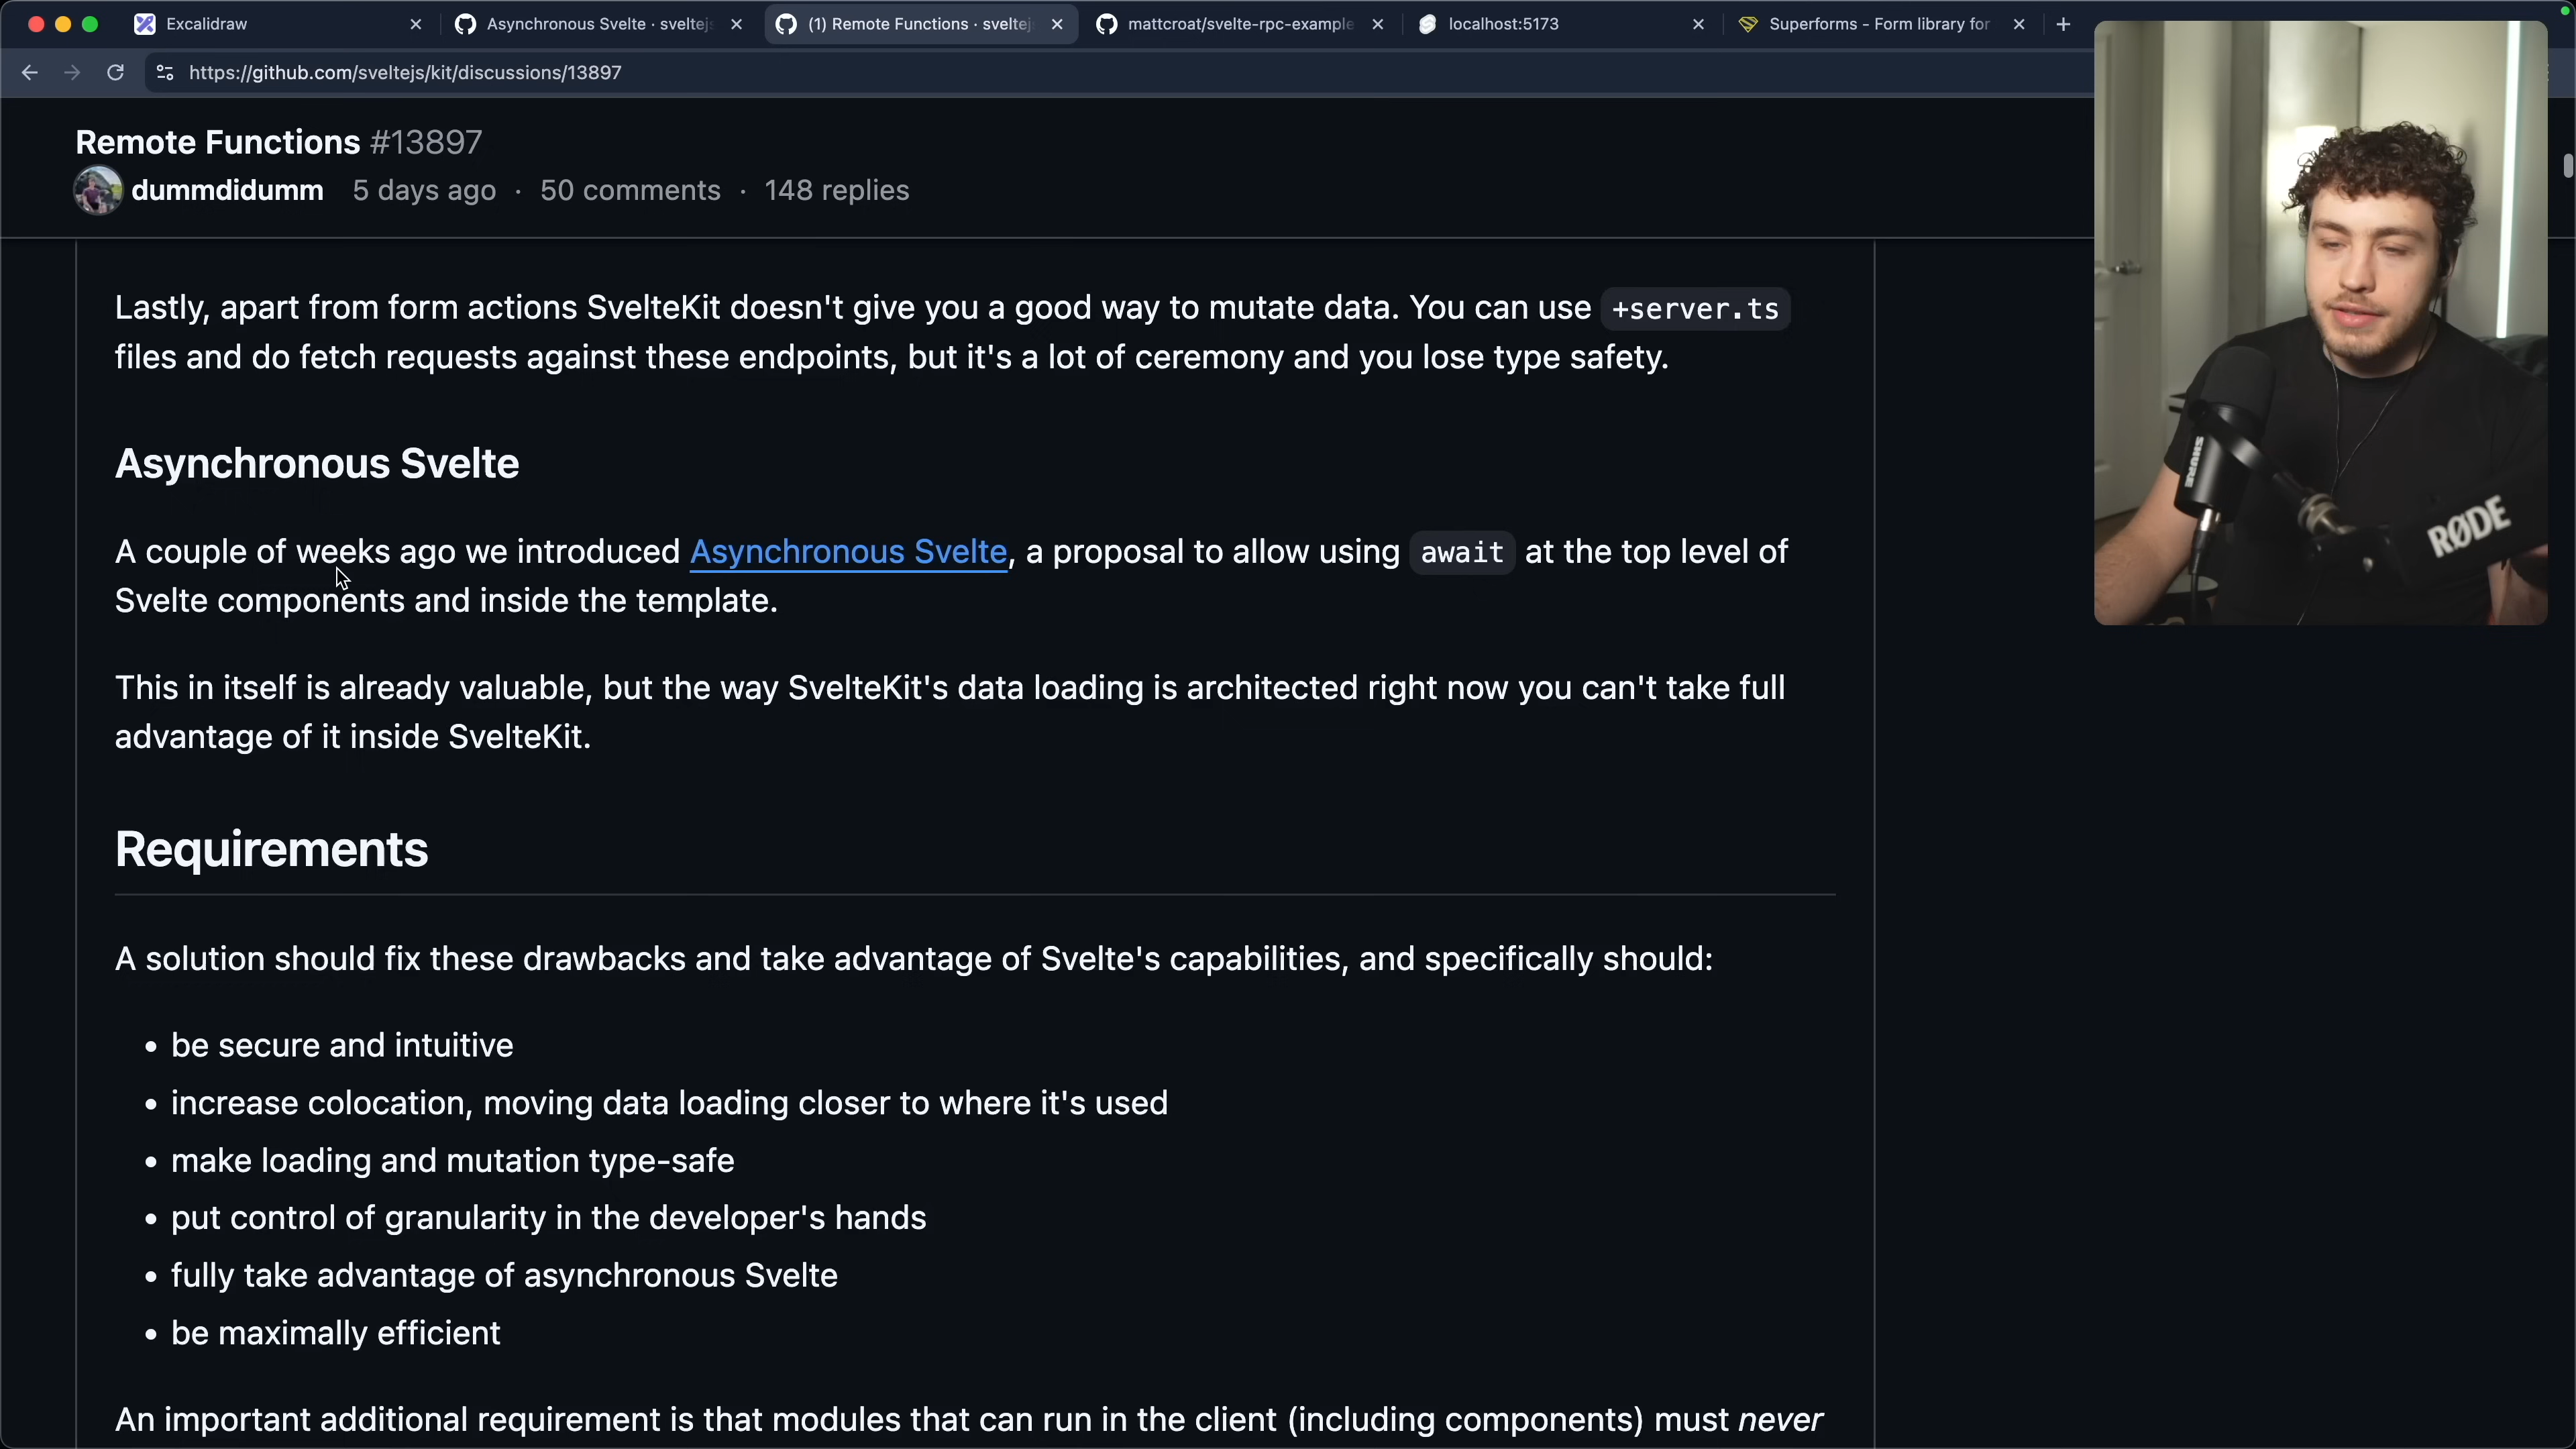 Excalidraw
Asynchronous Svelte · sveltejs
(1) Remote Functions · sveltej
mattcroat/svelte-rpc-example
localhost:5173
Superforms - Form library for
https://github.com/sveltejs/kit/discussions/13897
Remote Functions #13897
dummdidumm 5 days ago · 50 comments · 148 replies
Lastly, apart from form actions SvelteKit doesn't give you a good way to mutate data. You can use +server.ts
files and do fetch requests against these endpoints, but it's a lot of ceremony and you lose type safety.
Asynchronous Svelte
A couple of weeks ago we introduced Asynchronous Svelte, a proposal to allow using await at the top level of
Svelte components and inside the template.
This in itself is already valuable, but the way SvelteKit's data loading is architected right now you can't take full
advantage of it inside SvelteKit.
Requirements
A solution should fix these drawbacks and take advantage of Svelte's capabilities, and specifically should:
• be secure and intuitive
• increase colocation, moving data loading closer to where it's used
• make loading and mutation type-safe
• put control of granularity in the developer's hands
• fully take advantage of asynchronous Svelte
• be maximally efficient
An important additional requirement is that modules that can run in the client (including components) must never
SHURE
RØDE